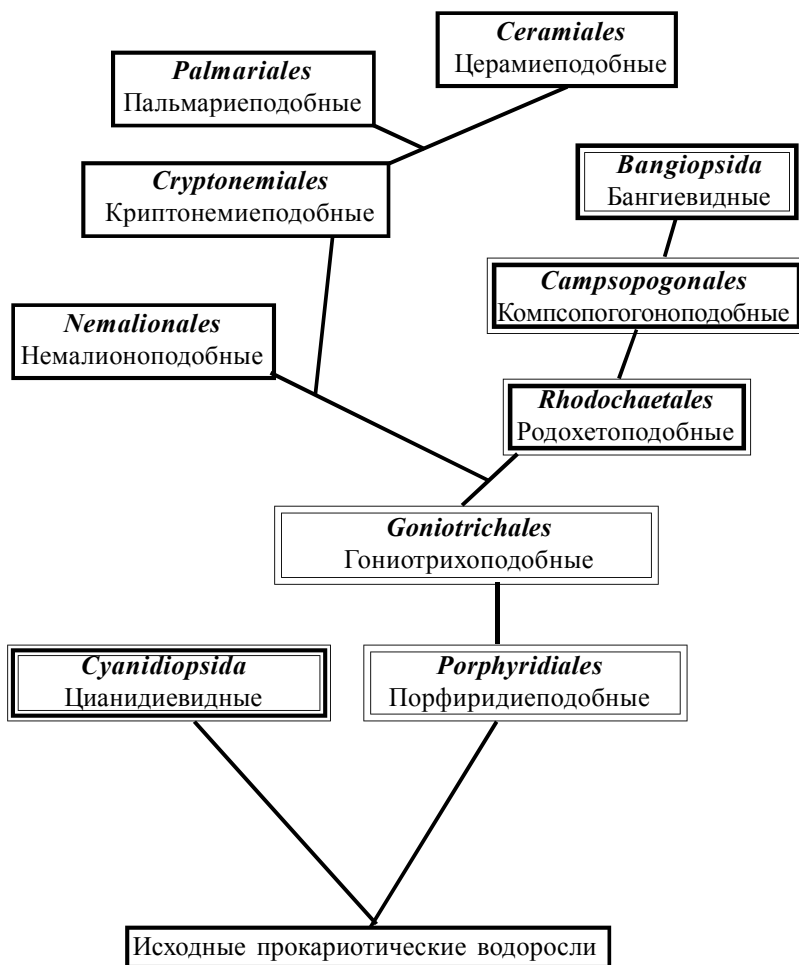 Ceramiales
Церамиеподобные
Palmariales
Пальмариеподобные
Bangiopsida
Бангиевидные
Cryptonemiales
Криптонемиеподобные
Campsopogonales
Компсопогогоноподобные
Nemalionales
Немалионоподобные
Rhodochaetales
Родохетоподобные
Goniotrichales
Гониотрихоподобные
Cyanidiopsida
Цианидиевидные
Porphyridiales
Порфиридиеподобные
Исходные прокариотические водоросли